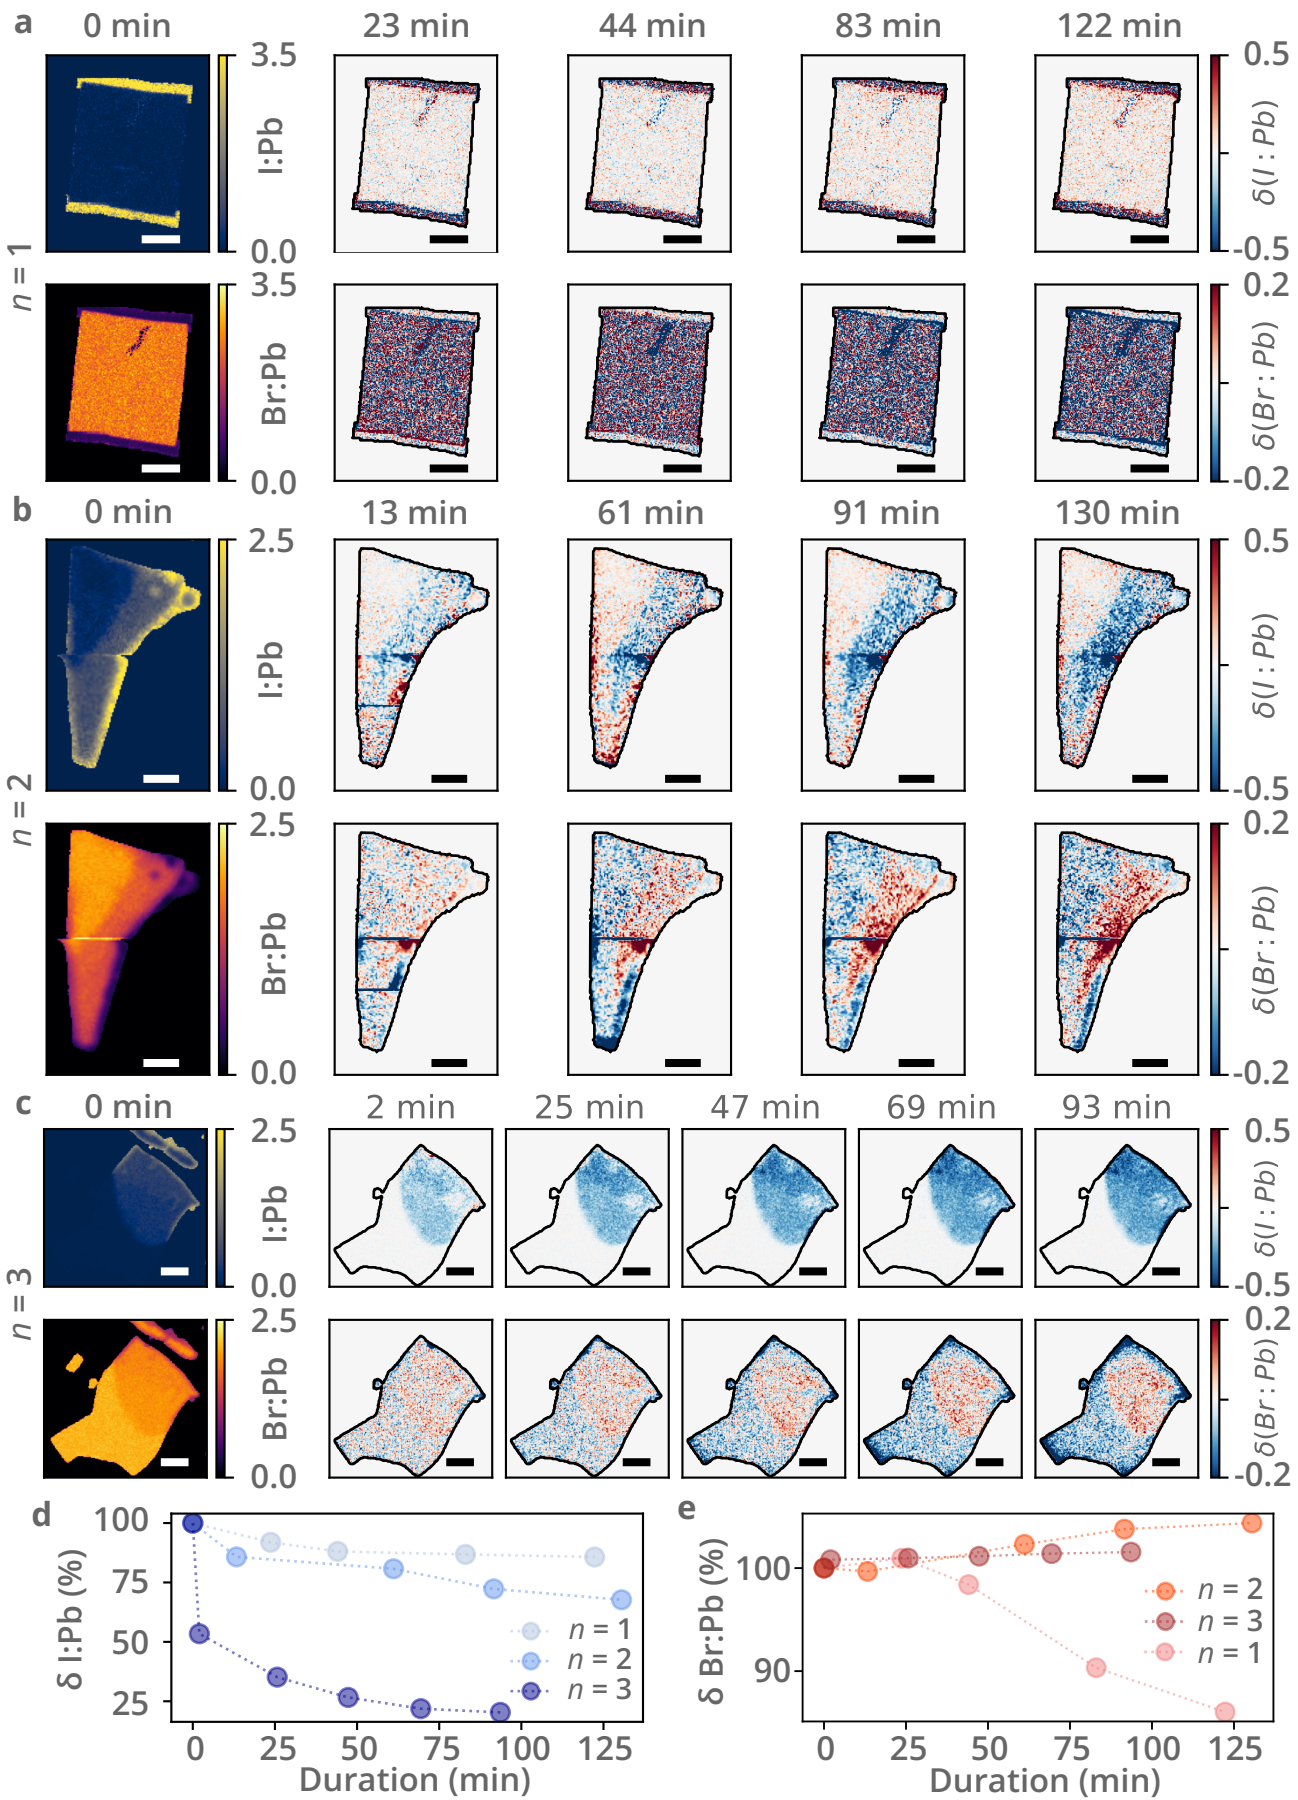 a
0 min
23 min
44 min
83 min
122 min
3.5
I:Pb
0.0
0.5
δ(I : Pb)
-0.5
n = 1
3.5
Br:Pb
0.0
0.2
δ(Br : Pb)
-0.2
b
0 min
13 min
61 min
91 min
130 min
2.5
I:Pb
0.0
0.5
δ(I : Pb)
-0.5
n = 2
2.5
Br:Pb
0.0
0.2
δ(Br : Pb)
-0.2
c
0 min
2 min
25 min
47 min
69 min
93 min
2.5
I:Pb
0.0
0.5
δ(I : Pb)
-0.5
n = 3
2.5
Br:Pb
0.0
0.2
δ(Br : Pb)
-0.2
d
100
75
50
25
δ I:Pb (%)
n = 1
n = 2
n = 3
0 25 50 75 100 125
Duration (min)
e
100
90
δ Br:Pb (%)
n = 2
n = 3
n = 1
0 25 50 75 100 125
Duration (min)